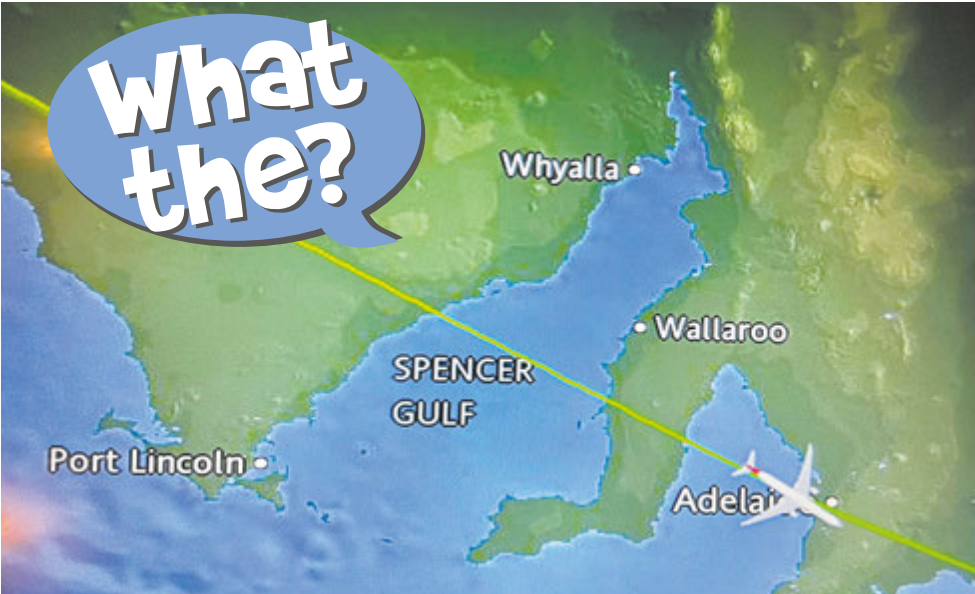 What
the?
Whyalla
Wallaroo
SPENCER
GULF
Port Lincoln